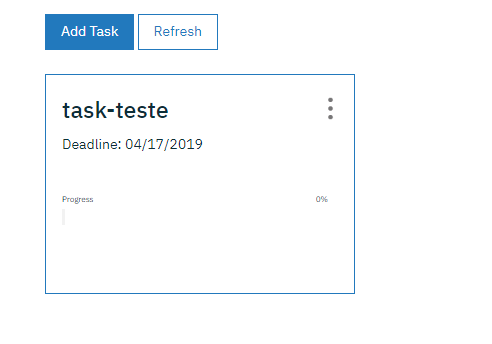 Add Task Refresh
task-teste
Deadline: 04/17/2019
Progress 0%